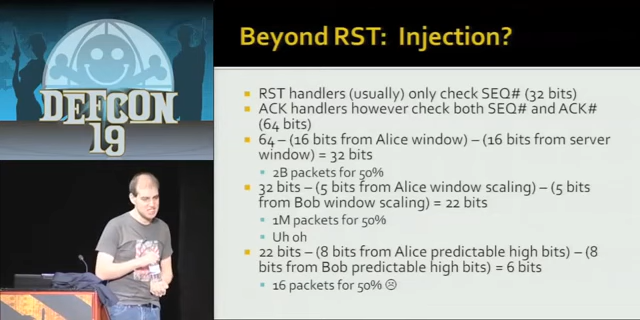 DEFCON
19
Beyond RST: Injection?
RST handlers (usually) only check SEQ# (32 bits)
ACK handlers however check both SEQ# and ACK#
(64 bits)
64 – (16 bits from Alice window) – (16 bits from server
window) = 32 bits
2B packets for 50%
32 bits – (5 bits from Alice window scaling) – (5 bits
from Bob window scaling) = 22 bits
1M packets for 50%
Uh oh
22 bits – (8 bits from Alice predictable high bits) – (8
bits from Bob predictable high bits) = 6 bits
16 packets for 50% ☹